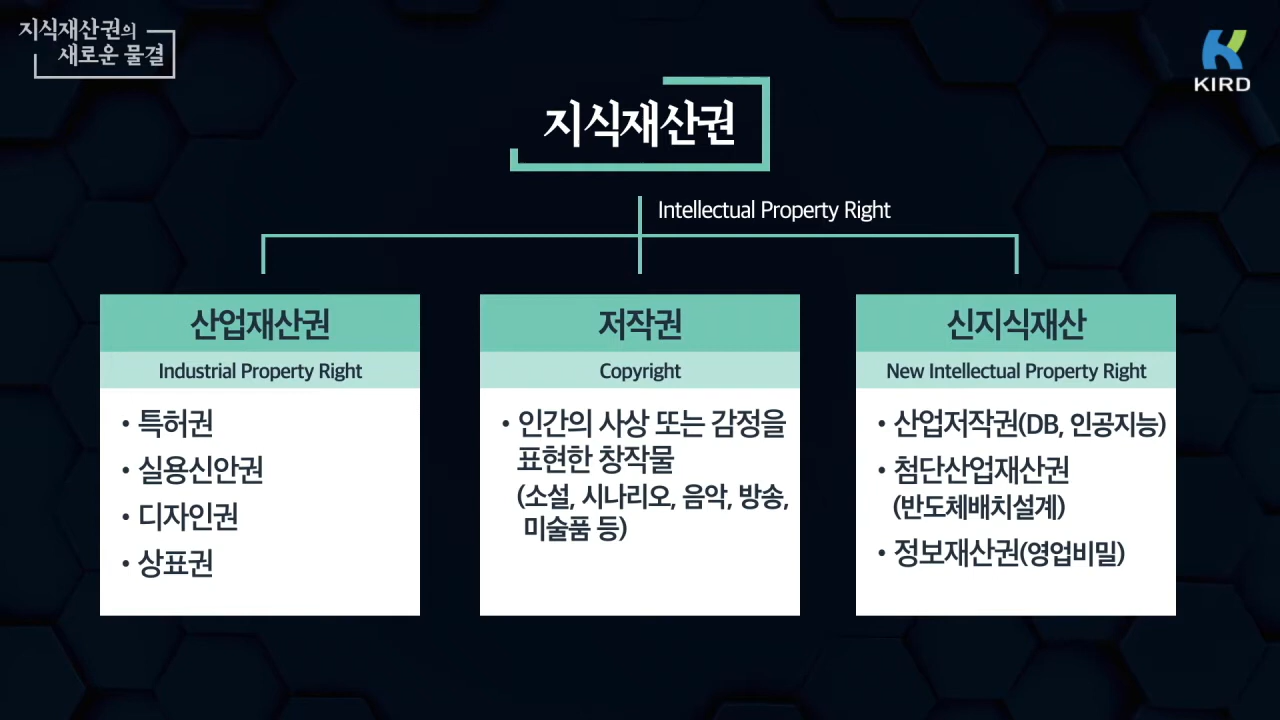 지식재산권의
새로운 물결
KIRD
지식재산권
Intellectual Property Right
산업재산권
Industrial Property Right
• 특허권
• 실용신안권
• 디자인권
• 상표권
저작권
Copyright
• 인간의 사상 또는 감정을
표현한 창작물
(소설, 시나리오, 음악, 방송,
미술품 등)
신지식재산
New Intellectual Property Right
• 산업저작권(DB, 인공지능)
• 첨단산업재산권
(반도체배치설계)
• 정보재산권(영업비밀)